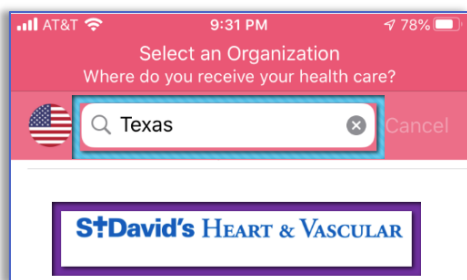 AT&T 9:31 PM 78%
Select an Organization
Where do you receive your health care?
Texas Cancel
St David's HEART & VASCULAR